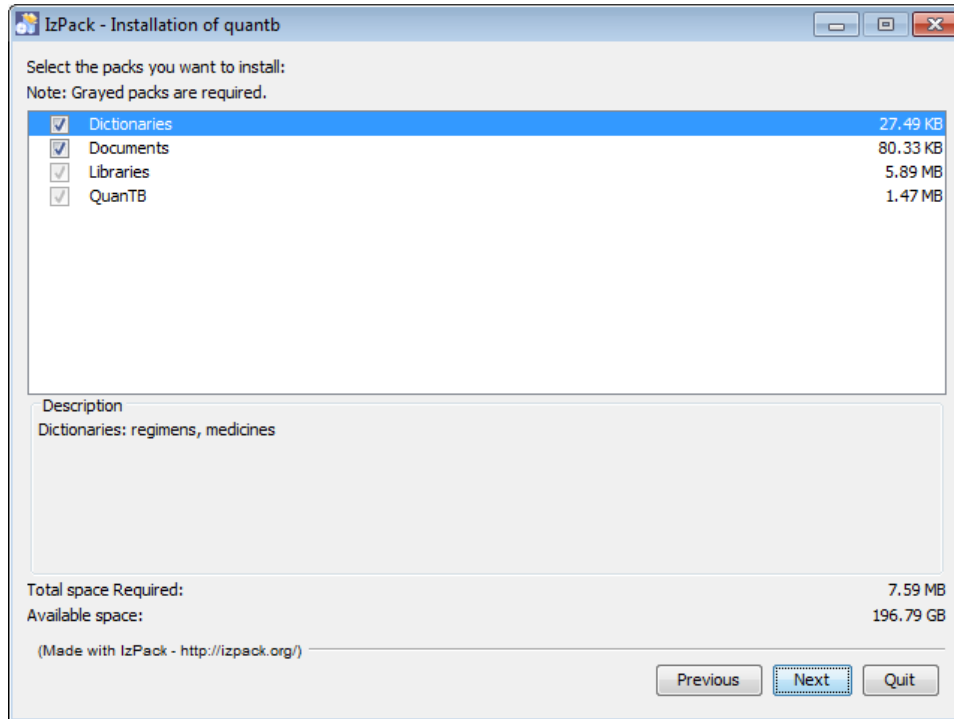 IzPack - Installation of quantb
Select the packs you want to install:
Note: Grayed packs are required.
Dictionaries 27.49 KB
Documents 80.33 KB
Libraries 5.89 MB
QuanTB 1.47 MB
Description
Dictionaries: regimens, medicines
Total space Required: 7.59 MB
Available space: 196.79 GB
(Made with IzPack - http://izpack.org/)
Previous Next Quit